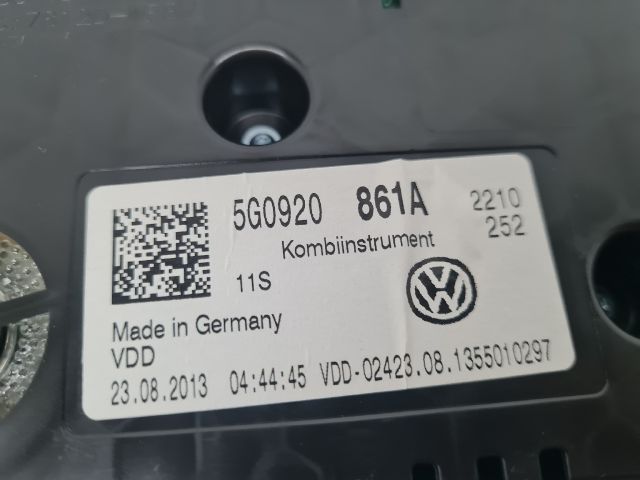 5G0920 861A 2210
252
Kombiinstrument
11S
Made in Germany
VDD
23.08.2013 04:44:45 VDD-02423.08.1355010297